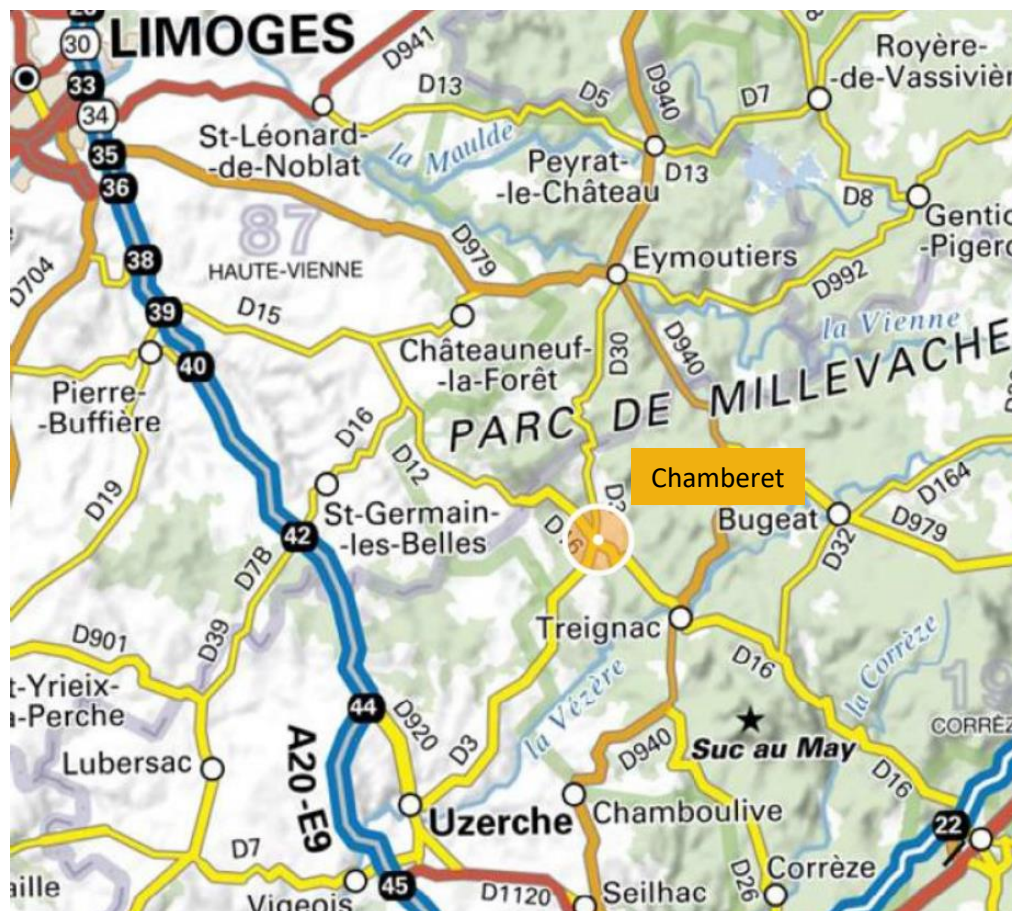 30
LIMOGES
D941
Royère-
-de-Vassivièr
33
34
D13
D5
D940
D7
St-Léonard-
-de-Noblat
la Maulde
Peyrat-
-le-Château
D13
35
36
D8
Gentio
-Pigero
87
HAUTE-VIENNE
D979
Eymoutiers
D992
38
D704
39
D15
la Vienne
Châteauneuf-
-la-Forêt
D30
D940
40
Pierre-
-Buffière
PARC DE MILLEVACHE
D16
D12
D19
Chamberet
D164
St-Germain-
-les-Belles
D16
Bugeat
D979
42
D7B
D32
Treignac
D901
D39
D16
la Corrèze
19
t-Yrieix-
a-Perche
la Vézère
44
D920
D3
Suc au May
CORRÈZ
A20-E9
D940
Lubersac
D16
Uzerche
Chamboulive
22
D7
Corrèze
45
D1120
D26
aille
Vigeois
Seilhac